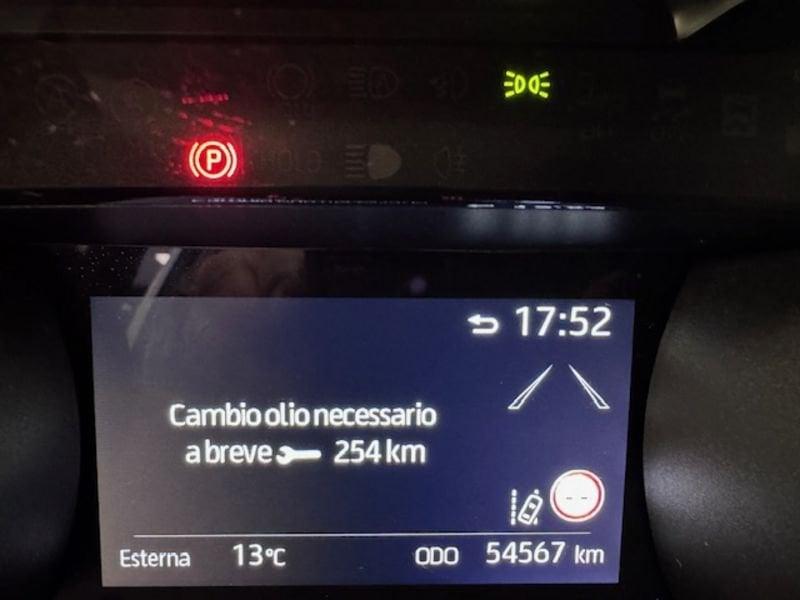 P
17:52
Cambio olio necessario
a breve 254 km
--
Esterna 13°C ODO 54567 km